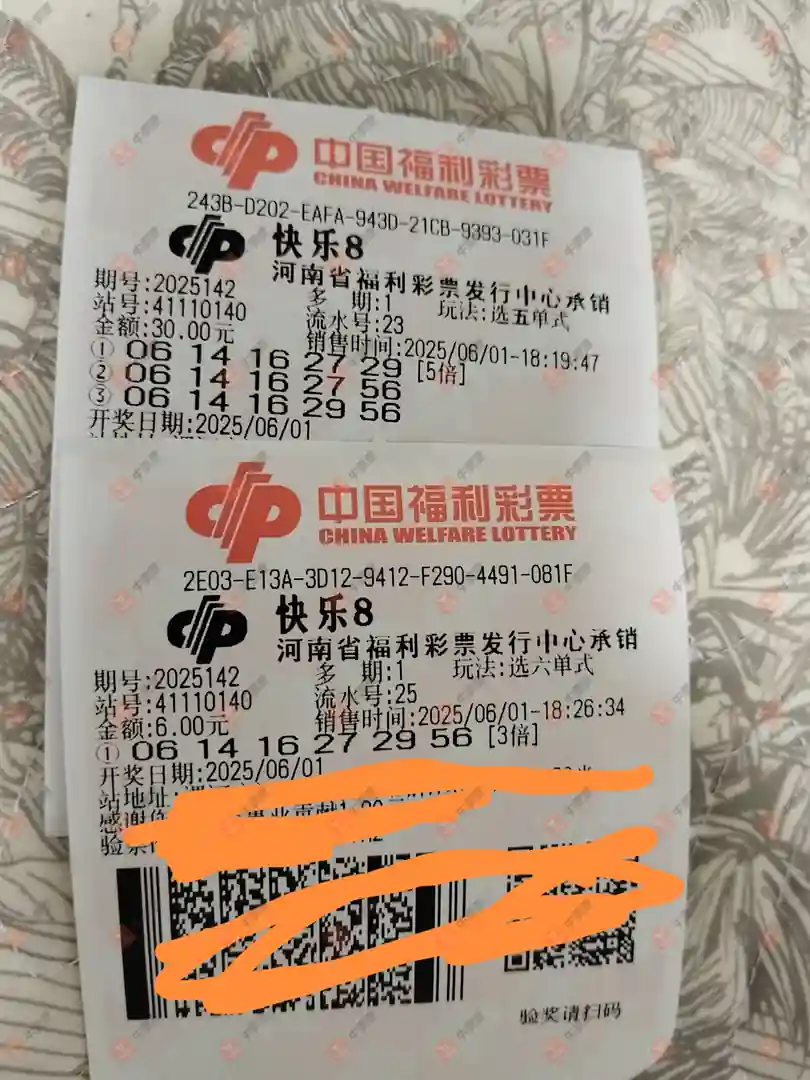 中国福利彩票
CHINA WELFARE LOTTERY
243B-D202-EAFA-943D-21CB-9393-031F
快乐8
河南省福利彩票发行中心承销
期号:2025142 多 期:1 玩法:选五单式
站号:41110140 流水号:23
金额:30.00元 销售时间:2025/06/01-18:19:47
① 06 14 16 27 29 [5倍]
② 06 14 16 27 56
③ 06 14 16 29 56
开奖日期:2025/06/01
中国福利彩票
CHINA WELFARE LOTTERY
2E03-E13A-3D12-9412-F290-4491-081F
快乐8
河南省福利彩票发行中心承销
期号:2025142 多 期:1 玩法:选六单式
站号:41110140 流水号:25
金额:6.00元 销售时间:2025/06/01-18:26:34
① 06 14 16 27 29 56 [3倍]
开奖日期:2025/06/01
站地址:
感谢
验票
验奖请扫码